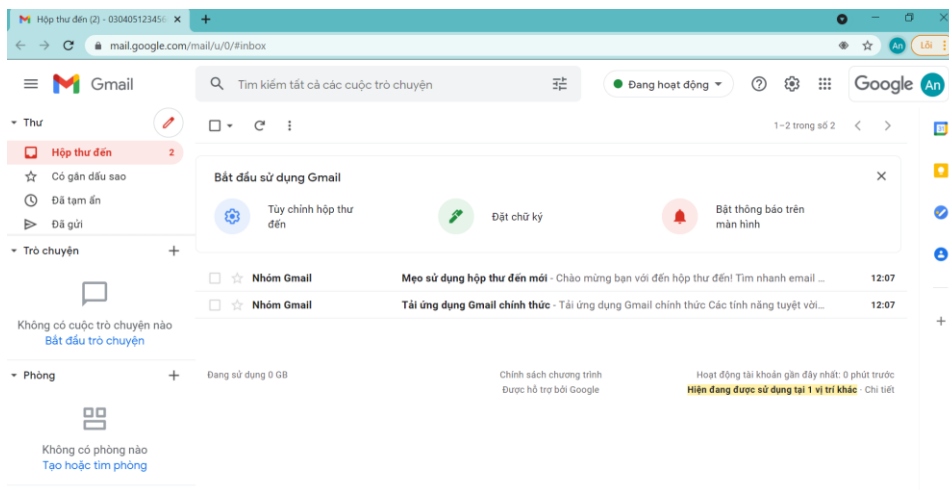 Hộp thư đến (2) - 030405123456
mail.google.com/mail/u/0/#inbox
An
Lỗi
Gmail
Tìm kiếm tất cả các cuộc trò chuyện
Đang hoạt động
Google
An
Thư
1–2 trong số 2
31
Hộp thư đến 2
Có gắn dấu sao
Đã tạm ẩn
Đã gửi
Bắt đầu sử dụng Gmail
Tùy chỉnh hộp thư
đến
Đặt chữ ký
Bật thông báo trên
màn hình
Trò chuyện
Không có cuộc trò chuyện nào
Bắt đầu trò chuyện
Nhóm Gmail Mẹo sử dụng hộp thư đến mới - Chào mừng bạn với đến hộp thư đến! Tìm nhanh email ... 12:07
Nhóm Gmail Tải ứng dụng Gmail chính thức - Tải ứng dụng Gmail chính thức Các tính năng tuyệt vời... 12:07
Phòng
Không có phòng nào
Tạo hoặc tìm phòng
Đang sử dụng 0 GB
Chính sách chương trình
Được hỗ trợ bởi Google
Hoạt động tài khoản gần đây nhất: 0 phút trước
Hiện đang được sử dụng tại 1 vị trí khác - Chi tiết